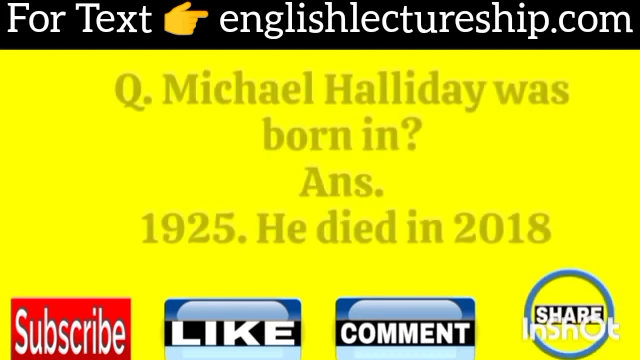 For Text 👉 englishlectureship.com
Q. Michael Halliday was
born in?
Ans.
1925. He died in 2018
Subscribe
LIKE
COMMENT
SHARE
InShOt